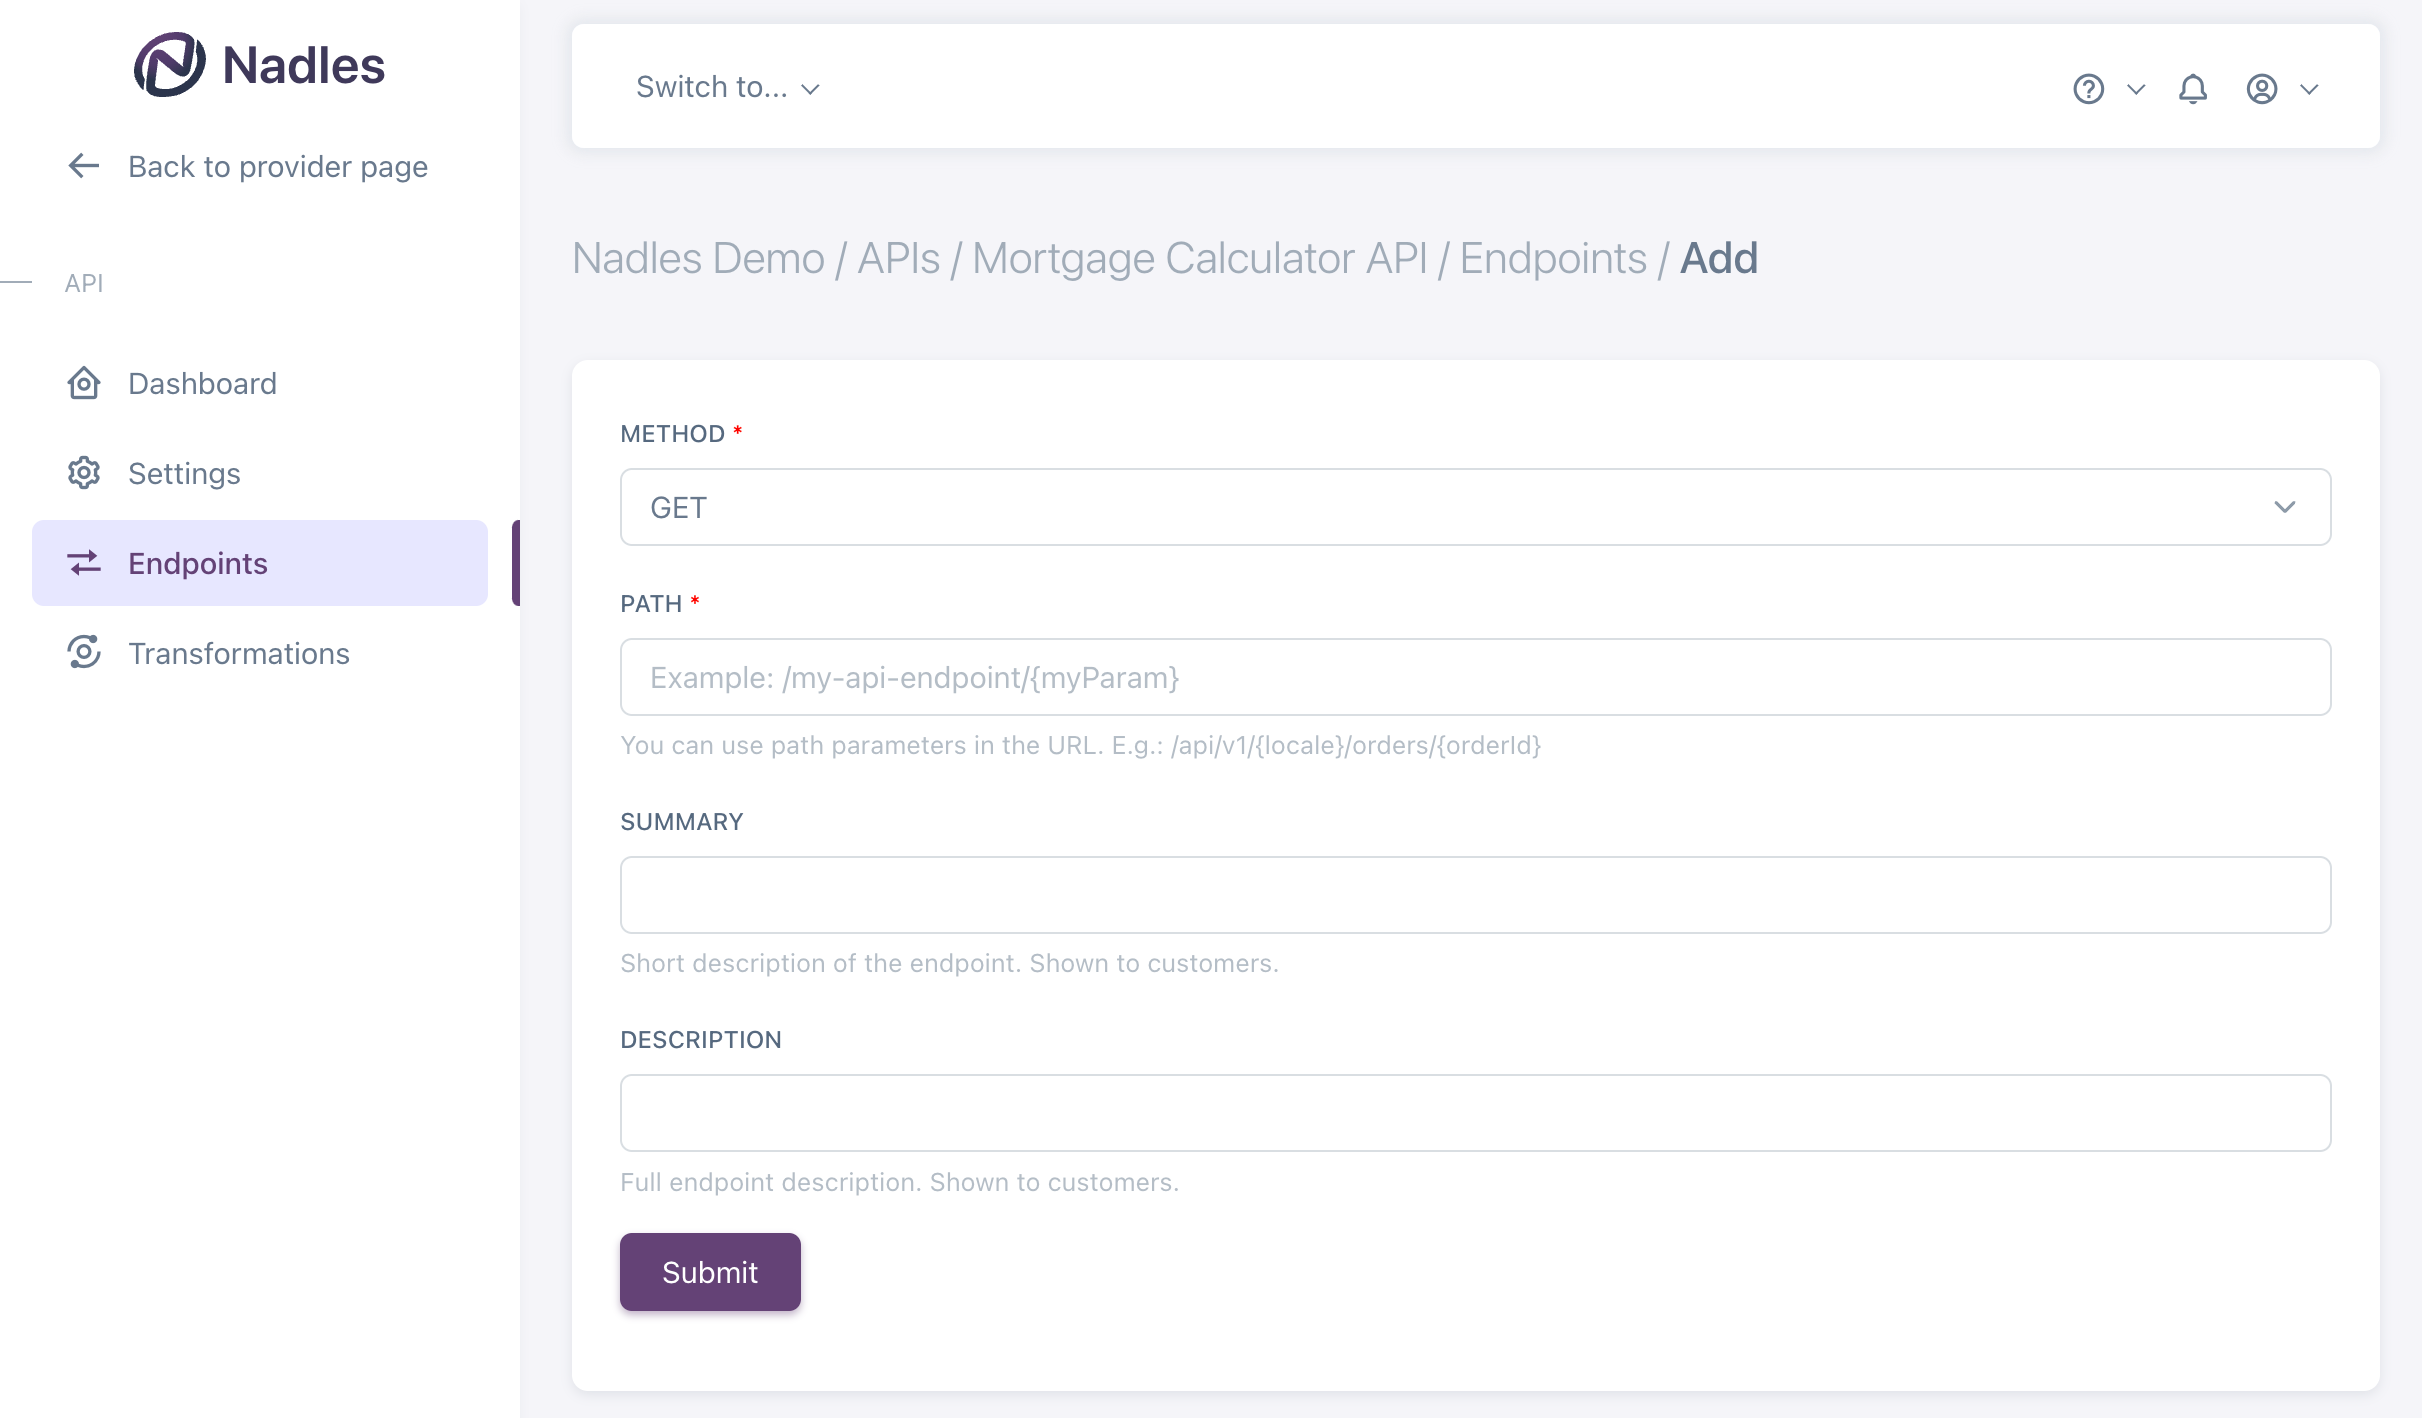 Nadles
Back to provider page
API
Dashboard
Settings
Endpoints
Transformations
Switch to...
Nadles Demo / APIs / Mortgage Calculator API / Endpoints / Add
METHOD *
GET
PATH *
Example: /my-api-endpoint/{myParam}
You can use path parameters in the URL. E.g.: /api/v1/{locale}/orders/{orderId}
SUMMARY
Short description of the endpoint. Shown to customers.
DESCRIPTION
Full endpoint description. Shown to customers.
Submit